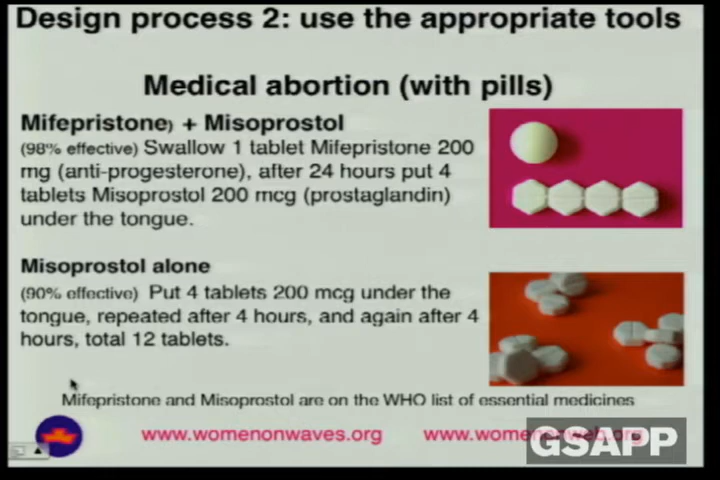 Design process 2: use the appropriate tools
Medical abortion (with pills)
Mifepristone) + Misoprostol
(98% effective) Swallow 1 tablet Mifepristone 200
mg (anti-progesterone), after 24 hours put 4
tablets Misoprostol 200 mcg (prostaglandin)
under the tongue.
Misoprostol alone
(90% effective) Put 4 tablets 200 mcg under the
tongue, repeated after 4 hours, and again after 4
hours, total 12 tablets.
Mifepristone and Misoprostol are on the WHO list of essential medicines
www.womenonwaves.org
www.womenonweb.org
GSAPP